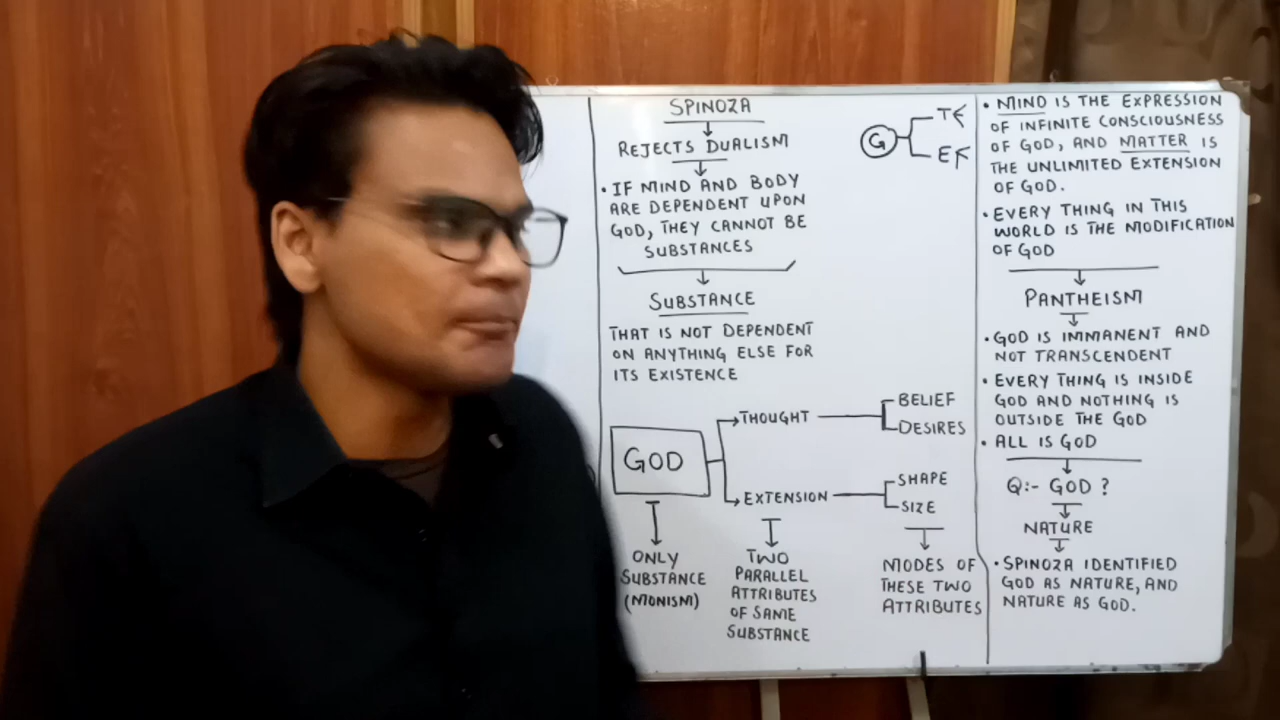 SPINOZA
REJECTS DUALISM
• IF MIND AND BODY
ARE DEPENDENT UPON
GOD, THEY CANNOT BE
SUBSTANCES
SUBSTANCE
THAT IS NOT DEPENDENT
ON ANYTHING ELSE FOR
ITS EXISTENCE
GOD
THOUGHT
BELIEF
DESIRES
EXTENSION
SHAPE
SIZE
ONLY
SUBSTANCE
(MONISM)
TWO
PARALLEL
ATTRIBUTES
OF SAME
SUBSTANCE
MODES OF
THESE TWO
ATTRIBUTES
G
T
E
• MIND IS THE EXPRESSION
OF INFINITE CONSCIOUSNESS
OF GOD, AND MATTER IS
THE UNLIMITED EXTENSION
OF GOD.
• EVERY THING IN THIS
WORLD IS THE MODIFICATION
OF GOD
PANTHEISM
• GOD IS IMMANENT AND
NOT TRANSCENDENT
• EVERY THING IS INSIDE
GOD AND NOTHING IS
OUTSIDE THE GOD
• ALL IS GOD
Q:- GOD ?
NATURE
• SPINOZA IDENTIFIED
GOD AS NATURE, AND
NATURE AS GOD.